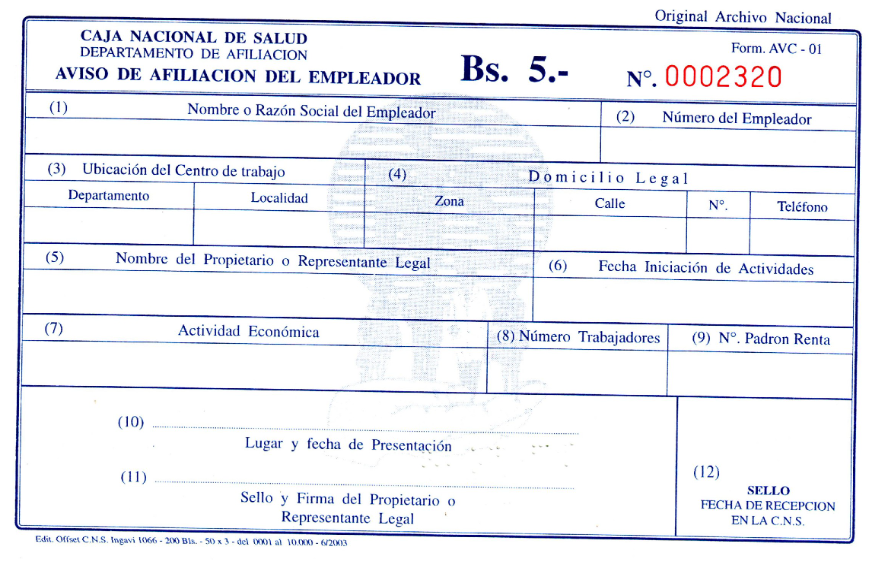 Original Archivo Nacional
CAJA NACIONAL DE SALUD
DEPARTAMENTO DE AFILIACION
AVISO DE AFILIACION DEL EMPLEADOR
Bs. 5.-
Form. AVC - 01
N°. 0002320
(1) Nombre o Razón Social del Empleador
(2) Número del Empleador
(3) Ubicación del Centro de trabajo
(4) Domicilio Legal
Departamento Localidad Zona Calle N°. Teléfono
(5) Nombre del Propietario o Representante Legal
(6) Fecha Iniciación de Actividades
(7) Actividad Económica
(8) Número Trabajadores
(9) N°. Padron Renta
(10)
Lugar y fecha de Presentación
(11)
Sello y Firma del Propietario o
Representante Legal
(12)
SELLO
FECHA DE RECEPCION
EN LA C.N.S.
Edit. Offset C.N.S. Ingavi 1066 - 200 Bls. - 50 x 3 - del 0001 al 10.000 - 6/2003